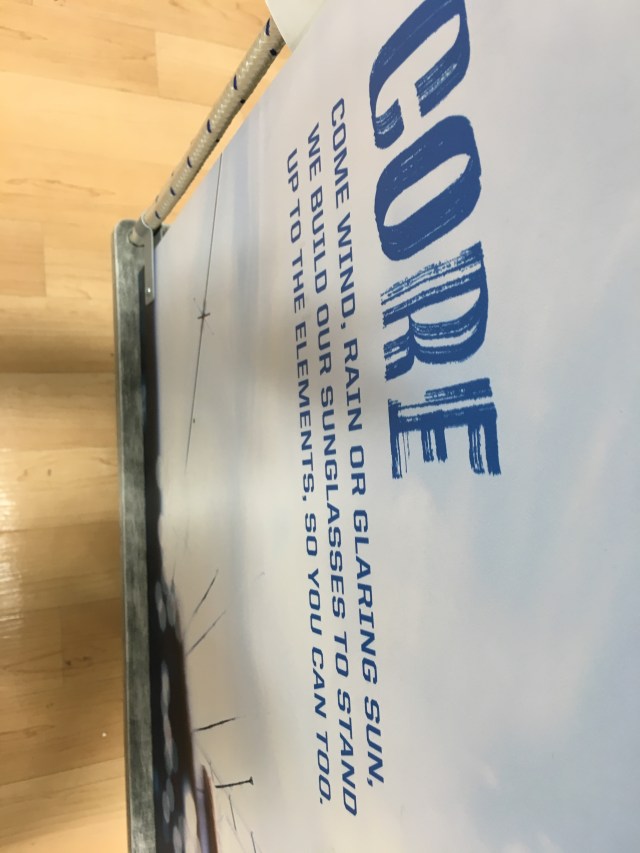 CORE
COME WIND, RAIN OR GLARING SUN,
WE BUILD OUR SUNGLASSES TO STAND
UP TO THE ELEMENTS, SO YOU CAN TOO.